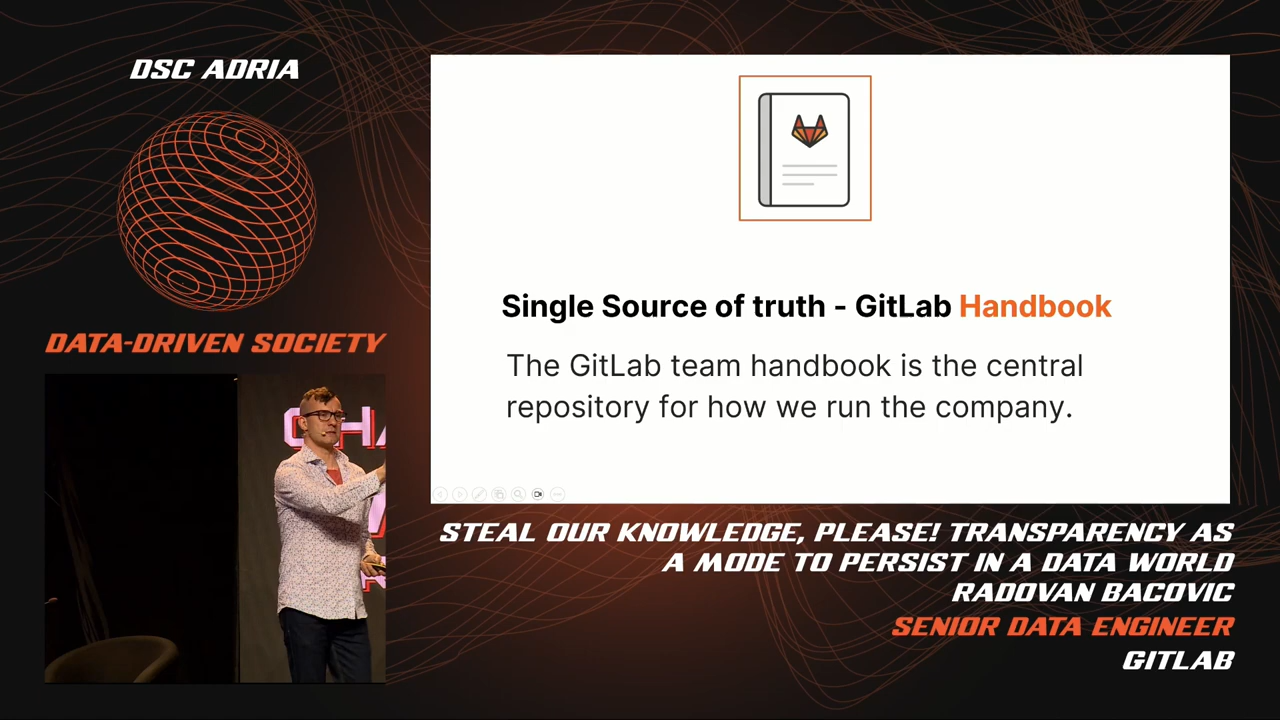 DSC ADRIA
DATA-DRIVEN SOCIETY
Single Source of truth - GitLab Handbook
The GitLab team handbook is the central
repository for how we run the company.
STEAL OUR KNOWLEDGE, PLEASE! TRANSPARENCY AS
A MODE TO PERSIST IN A DATA WORLD
RADOVAN BACOVIC
SENIOR DATA ENGINEER
GITLAB